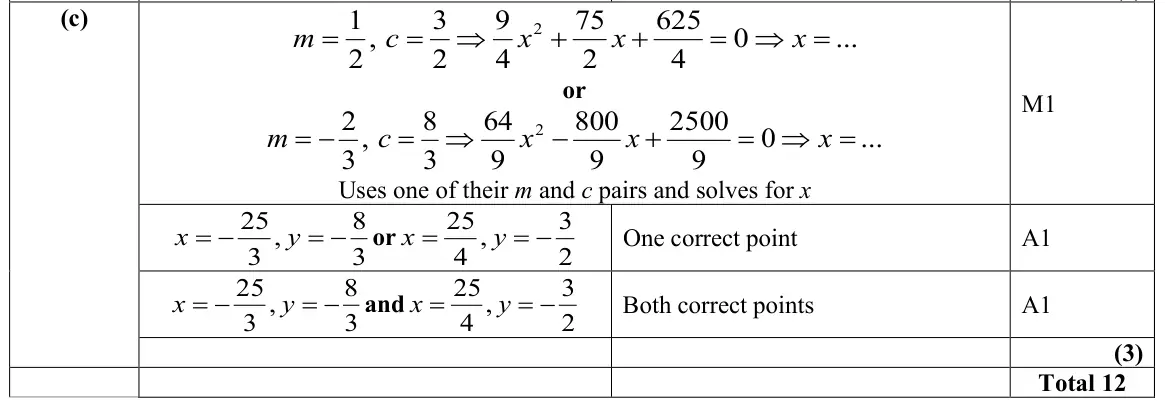 (c)
m = 1/2, c = 3/2 ⇒ 9/4 x² + 75/2 x + 625/4 = 0 ⇒ x = ...
or
m = −2/3, c = 8/3 ⇒ 64/9 x² − 800/9 x + 2500/9 = 0 ⇒ x = ...
Uses one of their m and c pairs and solves for x
M1
x = −25/3, y = −8/3 or x = 25/4, y = −3/2 One correct point A1
x = −25/3, y = −8/3 and x = 25/4, y = −3/2 Both correct points A1
(3)
Total 12